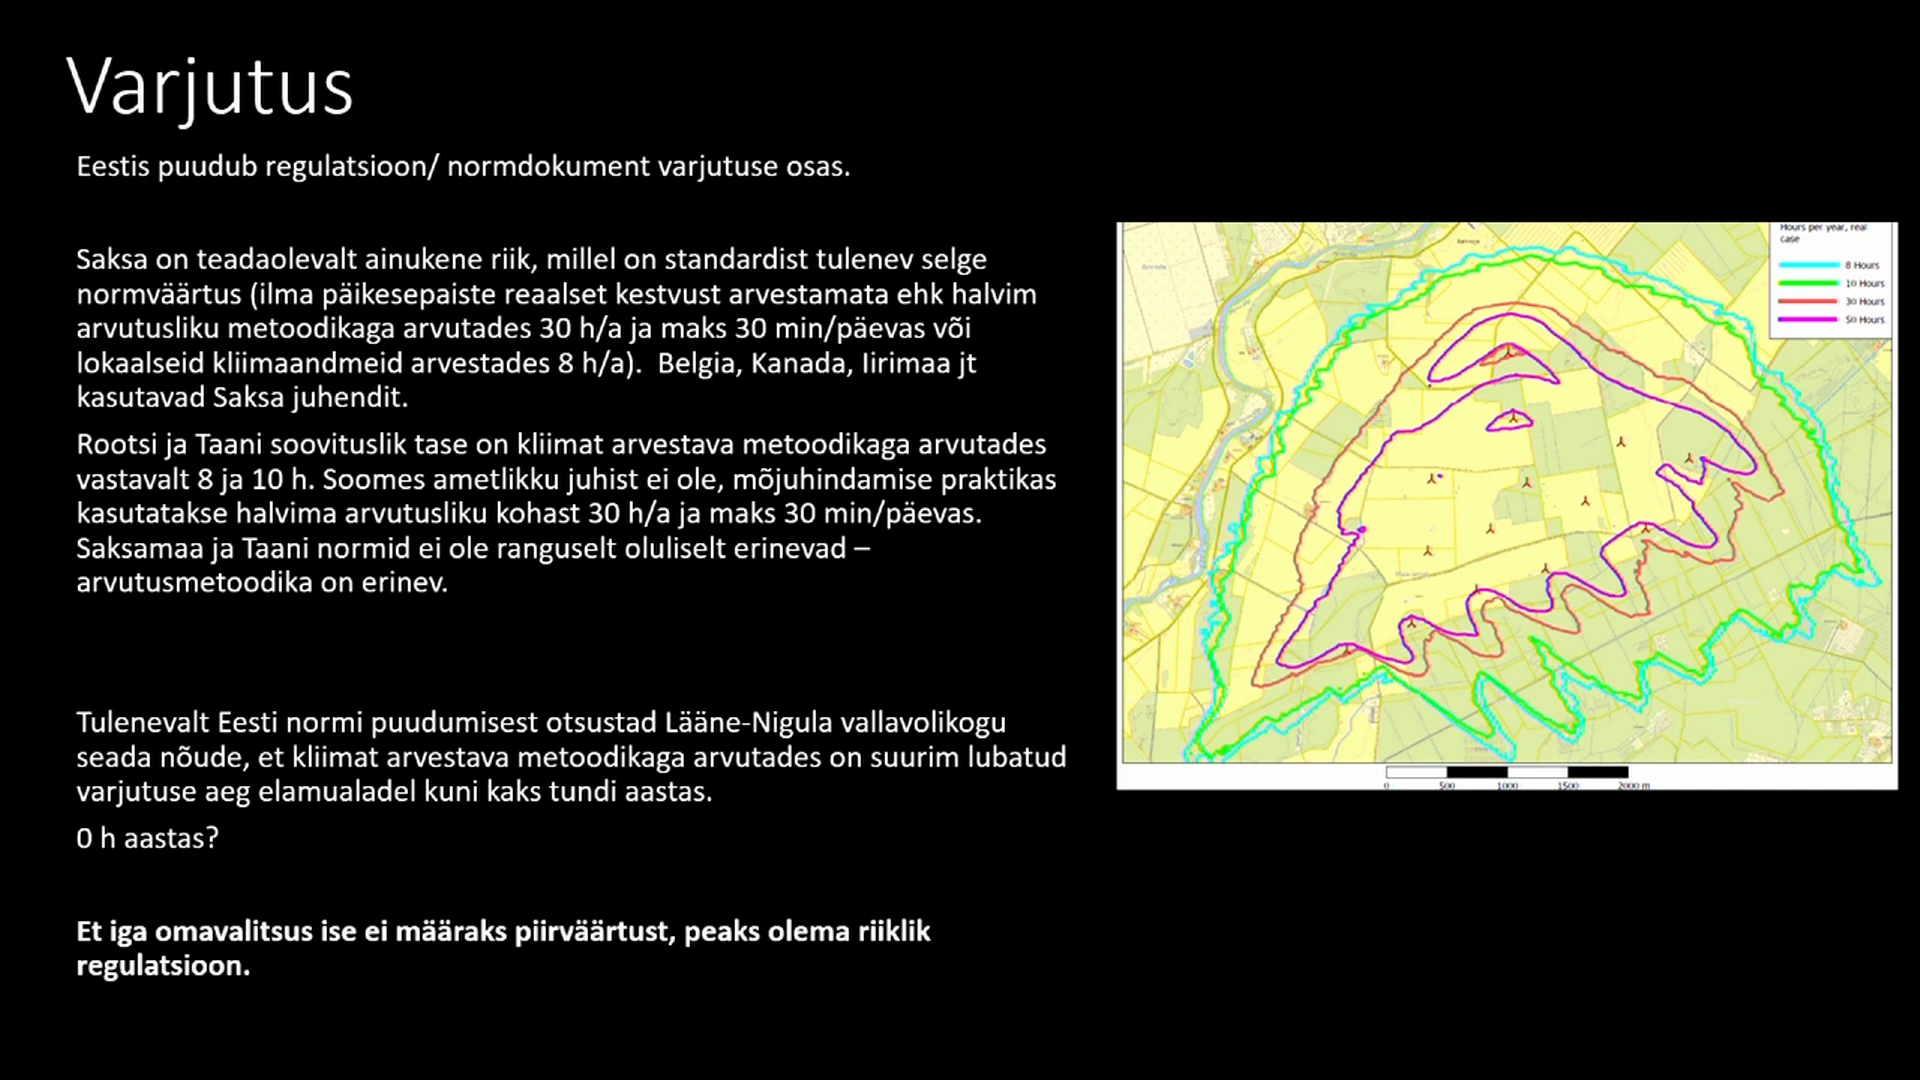 Varjutus
Eestis puudub regulatsioon/ normdokument varjutuse osas.
Saksa on teadaolevalt ainukene riik, millel on standardist tulenev selge
normväärtus (ilma päikesepaiste reaalset kestvust arvestamata ehk halvim
arvutusliku metoodikaga arvutades 30 h/a ja maks 30 min/päevas või
lokaalseid kliimaandmeid arvestades 8 h/a).  Belgia, Kanada, Iirimaa jt
kasutavad Saksa juhendit.
Rootsi ja Taani soovituslik tase on kliimat arvestava metoodikaga arvutades
vastavalt 8 ja 10 h. Soomes ametlikku juhist ei ole, mõjuhindamise praktikas
kasutatakse halvima arvutusliku kohast 30 h/a ja maks 30 min/päevas.
Saksamaa ja Taani normid ei ole ranguselt oluliselt erinevad –
arvutusmetoodika on erinev.
Tulenevalt Eesti normi puudumisest otsustad Lääne-Nigula vallavolikogu
seada nõude, et kliimat arvestava metoodikaga arvutades on suurim lubatud
varjutuse aeg elamualadel kuni kaks tundi aastas.
0 h aastas?
Et iga omavalitsus ise ei määraks piirväärtust, peaks olema riiklik
regulatsioon.
Hours per year, real
case
8 Hours
10 Hours
30 Hours
50 Hours
0 500 1000 1500 2000 m